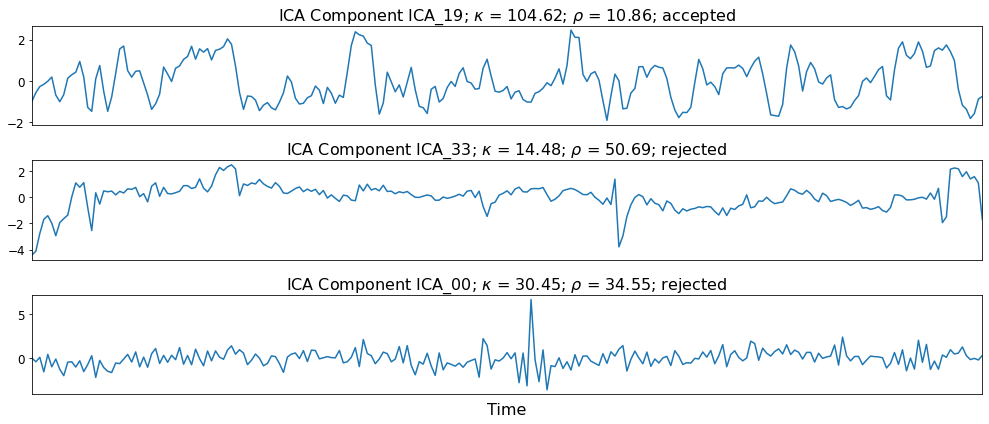 ICA Component ICA_19; κ = 104.62; ρ = 10.86; accepted
2
0
−2
ICA Component ICA_33; κ = 14.48; ρ = 50.69; rejected
2
0
−2
−4
ICA Component ICA_00; κ = 30.45; ρ = 34.55; rejected
5
0
Time